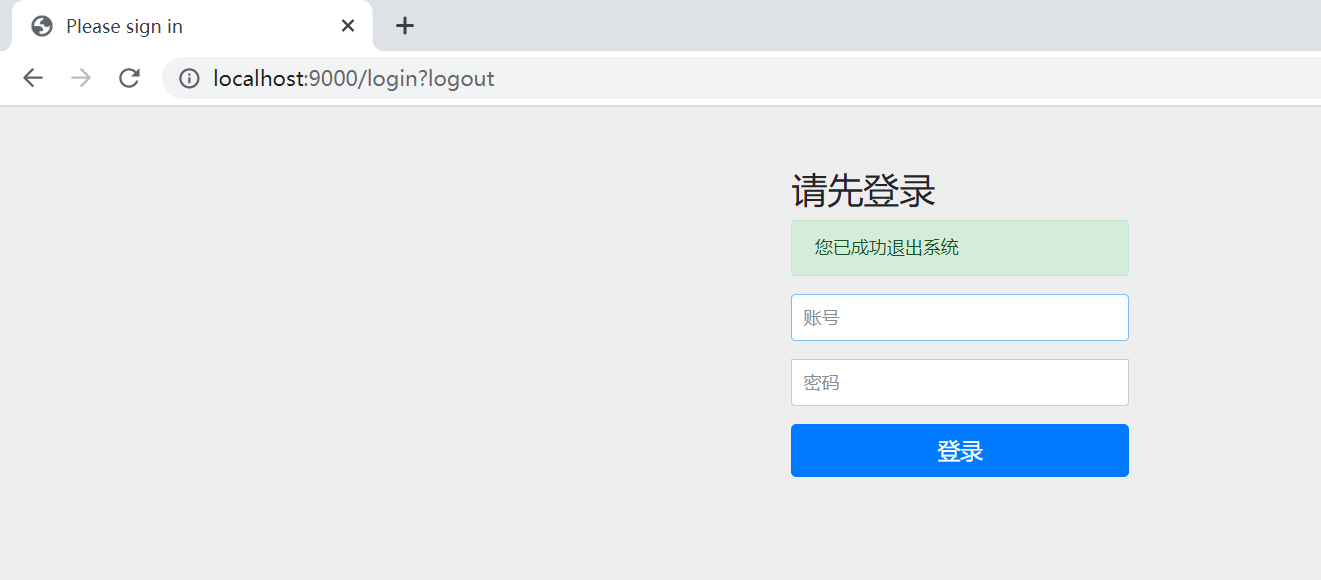 Please sign in
localhost:9000/login?logout
请先登录
您已成功退出系统
账号
密码
登录